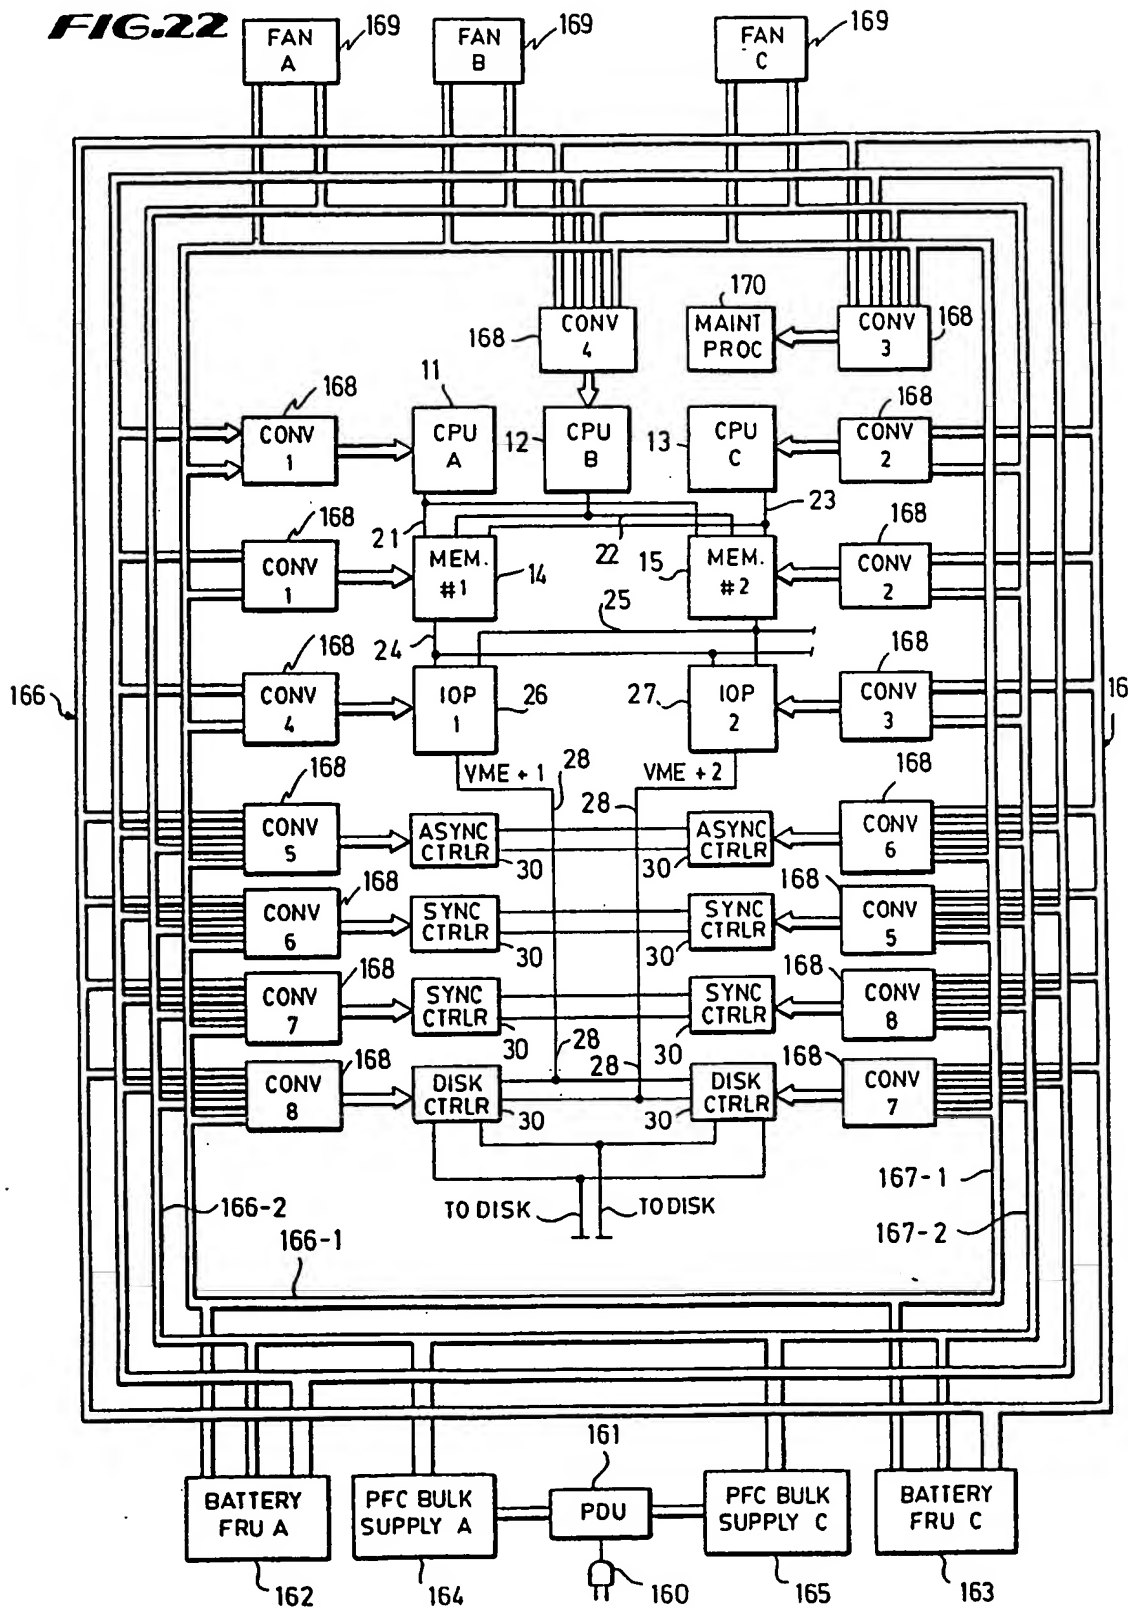 FIG.22
FAN A
169
FAN B
169
FAN C
169
168
CONV 4
170
MAINT PROC
CONV 3
168
168
CONV 1
11
CPU A
12
CPU B
13
CPU C
168
CONV 2
21
22
23
168
CONV 1
MEM. #1
14
15
MEM. #2
168
CONV 2
24
25
166
168
CONV 4
IOP 1
26
27
IOP 2
168
CONV 3
16
VME + 1
28
VME + 2
28
168
CONV 5
ASYNC CTRLR
30
ASYNC CTRLR
30
168
CONV 6
168
CONV 6
SYNC CTRLR
30
SYNC CTRLR
30
168
CONV 5
168
CONV 7
SYNC CTRLR
30
SYNC CTRLR
30
168
CONV 8
28
28
168
CONV 8
DISK CTRLR
30
DISK CTRLR
30
168
CONV 7
TO DISK
TO DISK
166-2
166-1
167-1
167-2
BATTERY FRU A
162
PFC BULK SUPPLY A
164
161
PDU
160
PFC BULK SUPPLY C
165
BATTERY FRU C
163